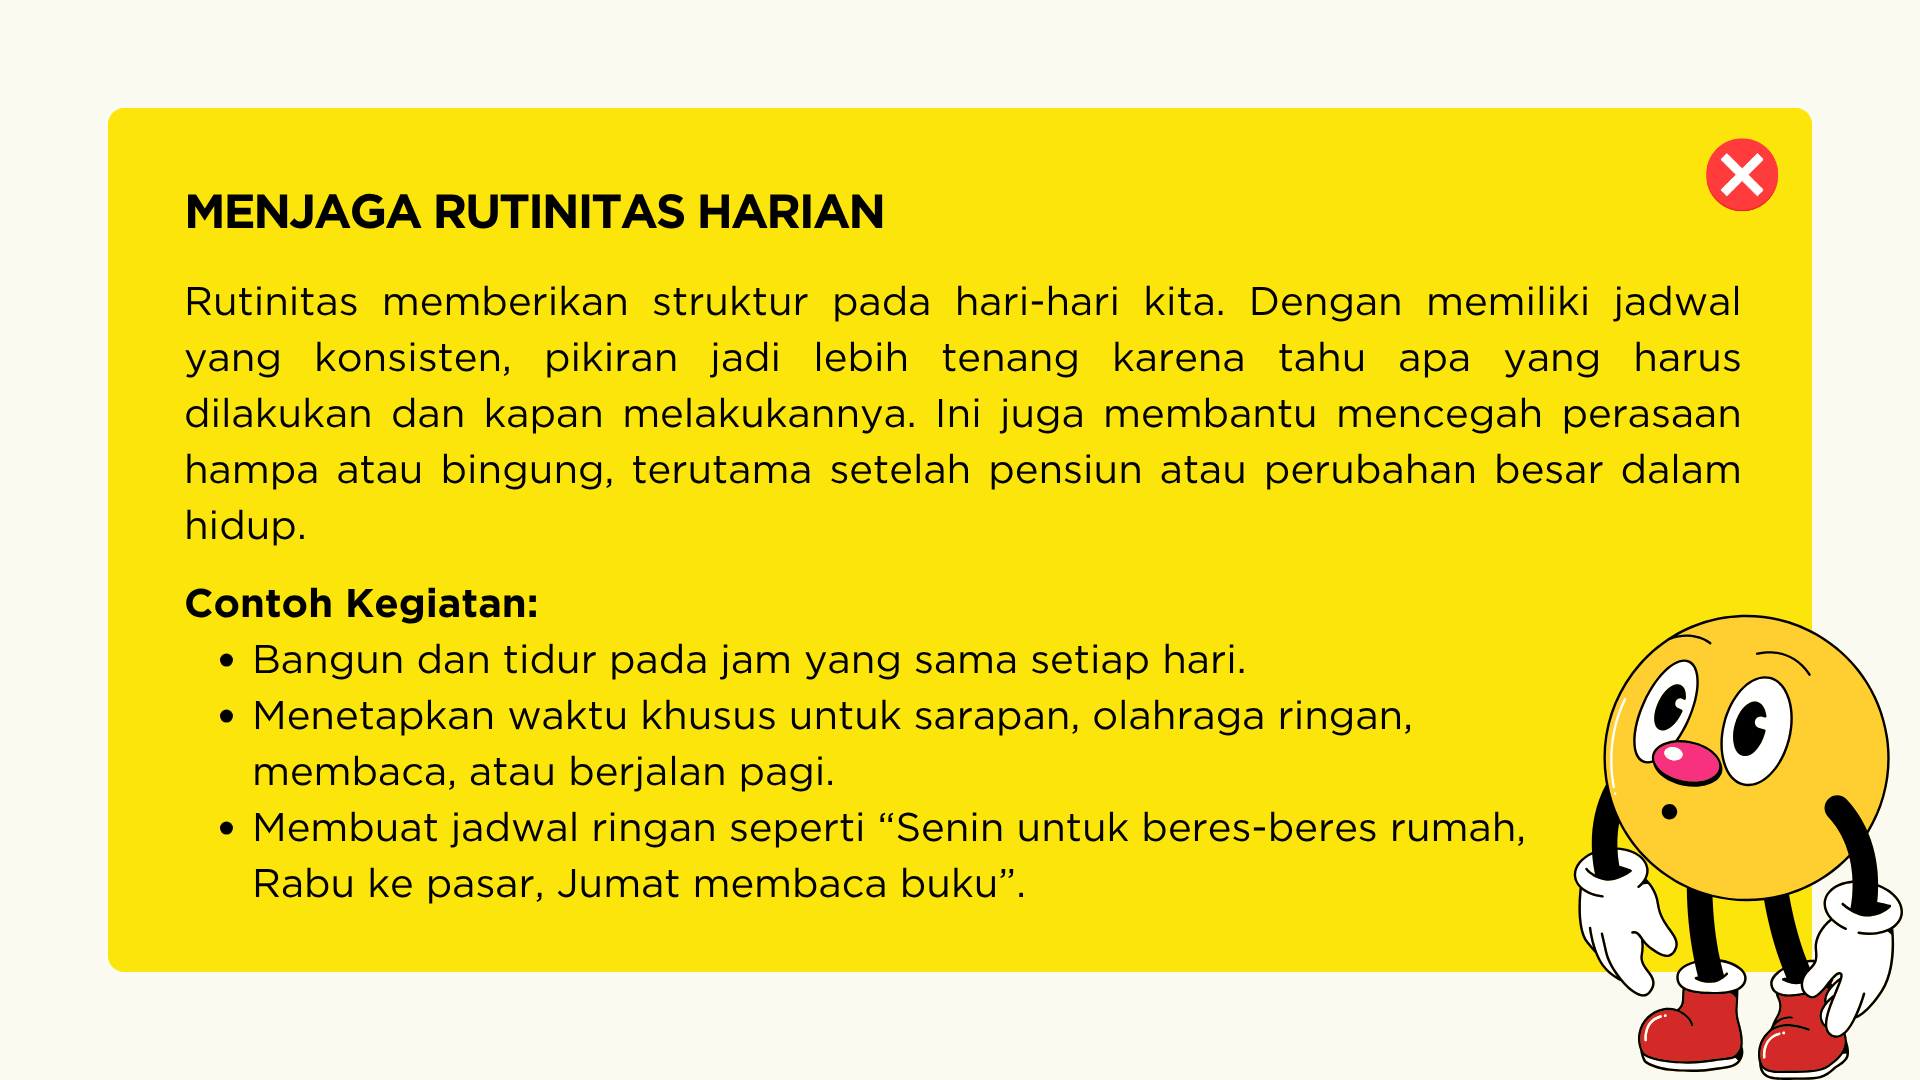 MENJAGA RUTINITAS HARIAN
Rutinitas memberikan struktur pada hari-hari kita. Dengan memiliki jadwal
yang konsisten, pikiran jadi lebih tenang karena tahu apa yang harus
dilakukan dan kapan melakukannya. Ini juga membantu mencegah perasaan
hampa atau bingung, terutama setelah pensiun atau perubahan besar dalam
hidup.
Contoh Kegiatan:
• Bangun dan tidur pada jam yang sama setiap hari.
• Menetapkan waktu khusus untuk sarapan, olahraga ringan,
membaca, atau berjalan pagi.
• Membuat jadwal ringan seperti “Senin untuk beres-beres rumah,
Rabu ke pasar, Jumat membaca buku”.